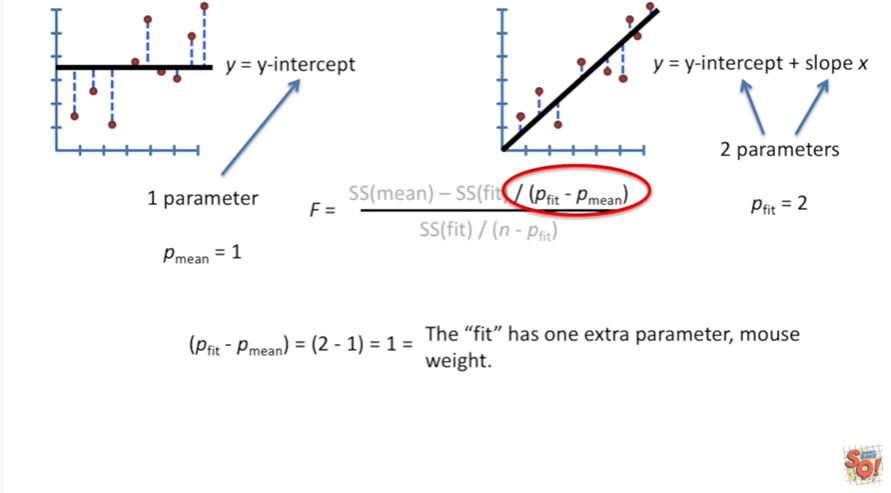 y = y-intercept
y = y-intercept + slope x
2 parameters
1 parameter
F = SS(mean) – SS(fit) / (pfit - pmean)
SS(fit) / (n - pfit)
pfit = 2
pmean = 1
(pfit - pmean) = (2 - 1) = 1 = The “fit” has one extra parameter, mouse
weight.
SQ!